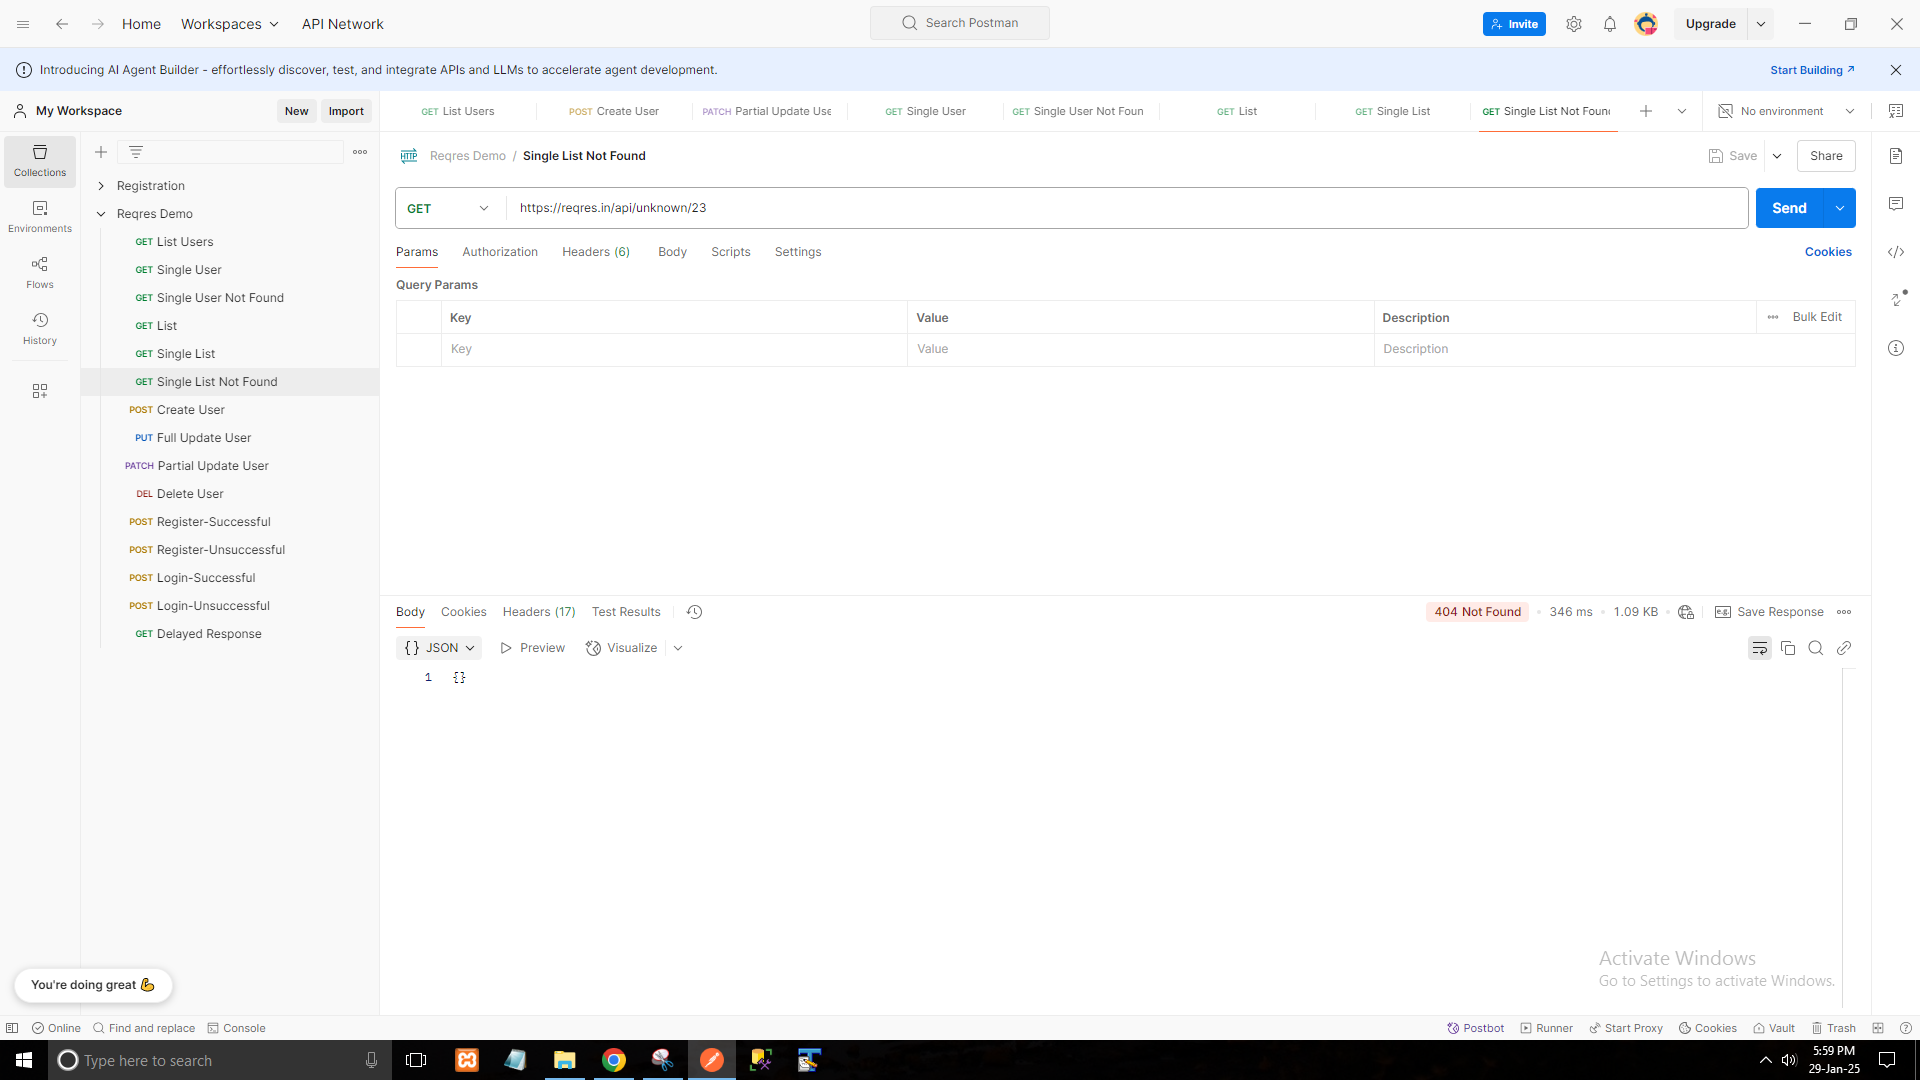 Home Workspaces API Network Search Postman Invite Upgrade
Introducing AI Agent Builder - effortlessly discover, test, and integrate APIs and LLMs to accelerate agent development. Start Building
My Workspace New Import
GET List Users POST Create User PATCH Partial Update Use GET Single User GET Single User Not Foun GET List GET Single List GET Single List Not Foun No environment
Collections
Environments
Flows
History
Registration
Reqres Demo
GET List Users
GET Single User
GET Single User Not Found
GET List
GET Single List
GET Single List Not Found
POST Create User
PUT Full Update User
PATCH Partial Update User
DEL Delete User
POST Register-Successful
POST Register-Unsuccessful
POST Login-Successful
POST Login-Unsuccessful
GET Delayed Response
You're doing great 💪
HTTP Reqres Demo / Single List Not Found Save Share
GET https://reqres.in/api/unknown/23 Send
Params Authorization Headers (6) Body Scripts Settings Cookies
Query Params
Key Value Description Bulk Edit
Key Value Description
Body Cookies Headers (17) Test Results 404 Not Found • 346 ms • 1.09 KB e.g. Save Response
{} JSON Preview Visualize
1 {}
Activate Windows
Go to Settings to activate Windows.
Online Find and replace Console Postbot Runner Start Proxy Cookies Vault Trash
Type here to search
5:59 PM
29-Jan-25